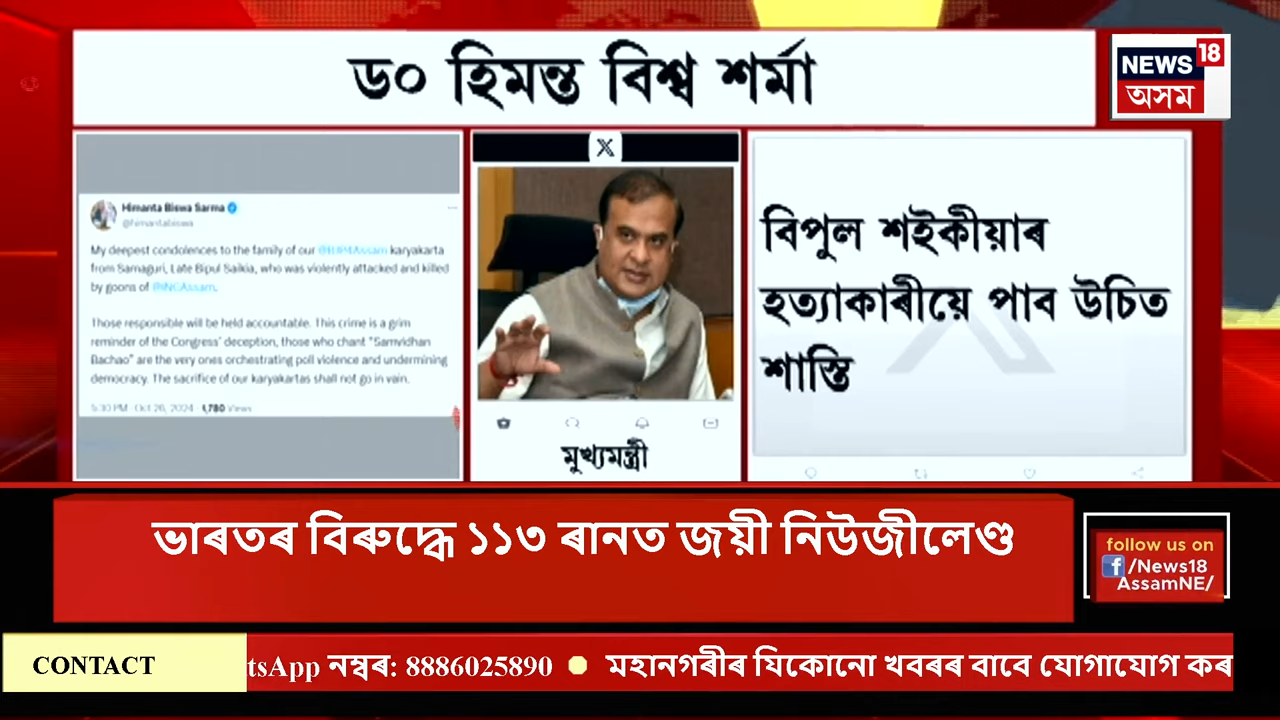 ড০ হিমন্ত বিশ্ব শৰ্মা
NEWS 18
অসম
X
Himanta Biswa Sarma
@himantabiswa
My deepest condolences to the family of our @BJP4Assam karyakarta
from Samaguri, Late Bipul Saikia, who was violently attacked and killed
by goons of @INCAssam.
Those responsible will be held accountable. This crime is a grim
reminder of the Congress' deception, those who chant "Samvidhan
Bachao" are the very ones orchestrating poll violence and undermining
democracy. The sacrifice of our karyakartas shall not go in vain.
5:30 PM · Oct 26, 2024 · 1,780 Views
মুখ্যমন্ত্ৰী
বিপুল শইকীয়াৰ
হত্যাকাৰীয়ে পাব উচিত
শাস্তি
ভাৰতৰ বিৰুদ্ধে ১১৩ ৰানত জয়ী নিউজীলেণ্ড
follow us on
/News18
AssamNE/
CONTACT
tsApp নম্বৰ: 8886025890 ● মহানগৰীৰ যিকোনো খবৰৰ বাবে যোগাযোগ কৰ